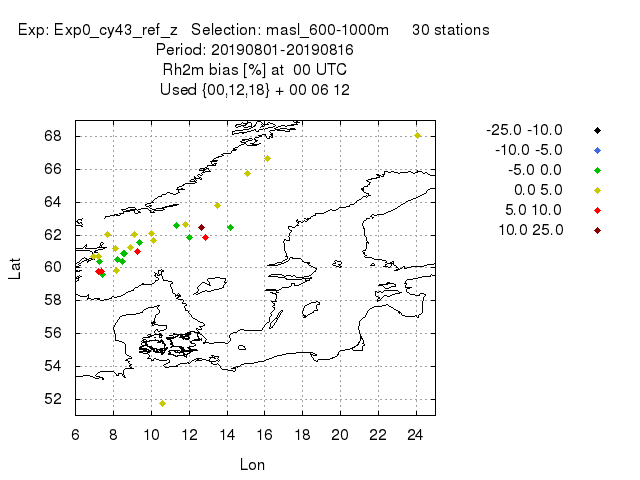 Exp: Exp0_cy43_ref_z Selection: masl_600-1000m 30 stations
Period: 20190801-20190816
Rh2m bias [%] at 00 UTC
Used {00,12,18} + 00 06 12
-25.0 -10.0
-10.0 -5.0
-5.0 0.0
0.0 5.0
5.0 10.0
10.0 25.0
Lat
68
66
64
62
60
58
56
54
52
6 8 10 12 14 16 18 20 22 24
Lon